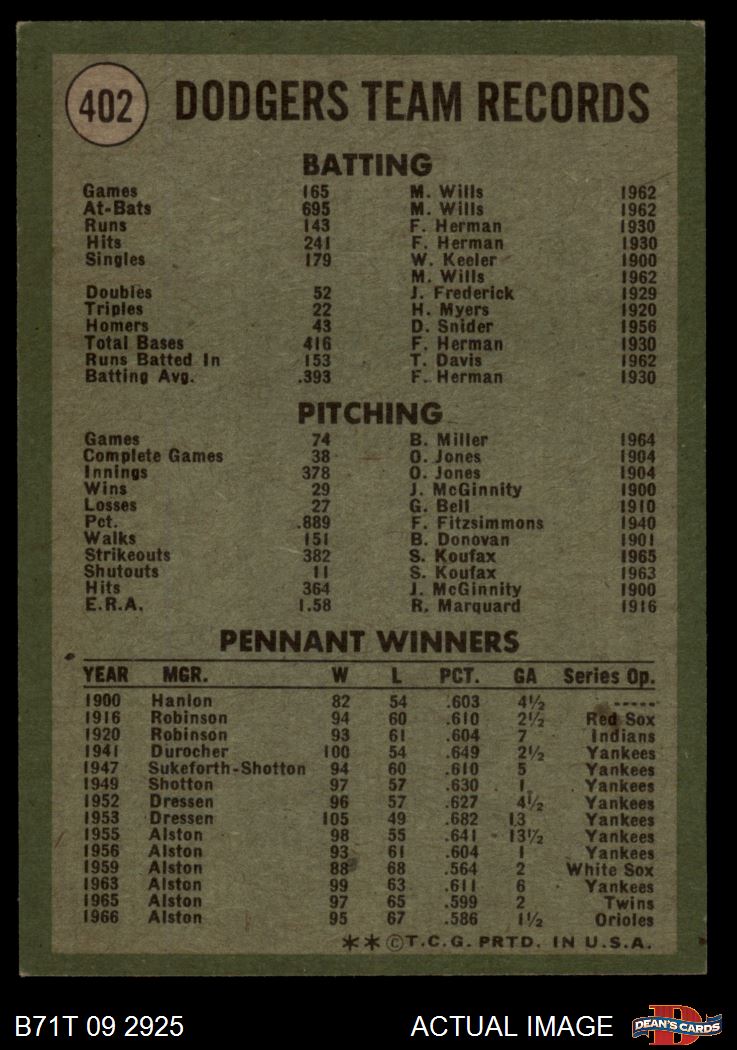 402 DODGERS TEAM RECORDS
BATTING
Games 165 M. Wills 1962
At-Bats 695 M. Wills 1962
Runs 143 F. Herman 1930
Hits 241 F. Herman 1930
Singles 179 W. Keeler 1900
M. Wills 1962
Doubles 52 J. Frederick 1929
Triples 22 H. Myers 1920
Homers 43 D. Snider 1956
Total Bases 416 F. Herman 1930
Runs Batted In 153 T. Davis 1962
Batting Avg. .393 F. Herman 1930
PITCHING
Games 74 B. Miller 1964
Complete Games 38 O. Jones 1904
Innings 378 O. Jones 1904
Wins 29 J. McGinnity 1900
Losses 27 G. Bell 1910
Pct. .889 F. Fitzsimmons 1940
Walks 151 B. Donovan 1901
Strikeouts 382 S. Koufax 1965
Shutouts 11 S. Koufax 1963
Hits 364 J. McGinnity 1900
E.R.A. 1.58 R. Marquard 1916
PENNANT WINNERS
YEAR MGR. W L PCT. GA Series Op.
1900 Hanlon 82 54 .603 4½ -----
1916 Robinson 94 60 .610 2½ Red Sox
1920 Robinson 93 61 .604 7 Indians
1941 Durocher 100 54 .649 2½ Yankees
1947 Sukeforth-Shotton 94 60 .610 5 Yankees
1949 Shotton 97 57 .630 1 Yankees
1952 Dressen 96 57 .627 4½ Yankees
1953 Dressen 105 49 .682 13 Yankees
1955 Alston 98 55 .641 13½ Yankees
1956 Alston 93 61 .604 1 Yankees
1959 Alston 88 68 .564 2 White Sox
1963 Alston 99 63 .611 6 Yankees
1965 Alston 97 65 .599 2 Twins
1966 Alston 95 67 .586 1½ Orioles
**©T.C.G. PRTD. IN U.S.A.
B71T 09 2925 ACTUAL IMAGE DEAN'S CARDS